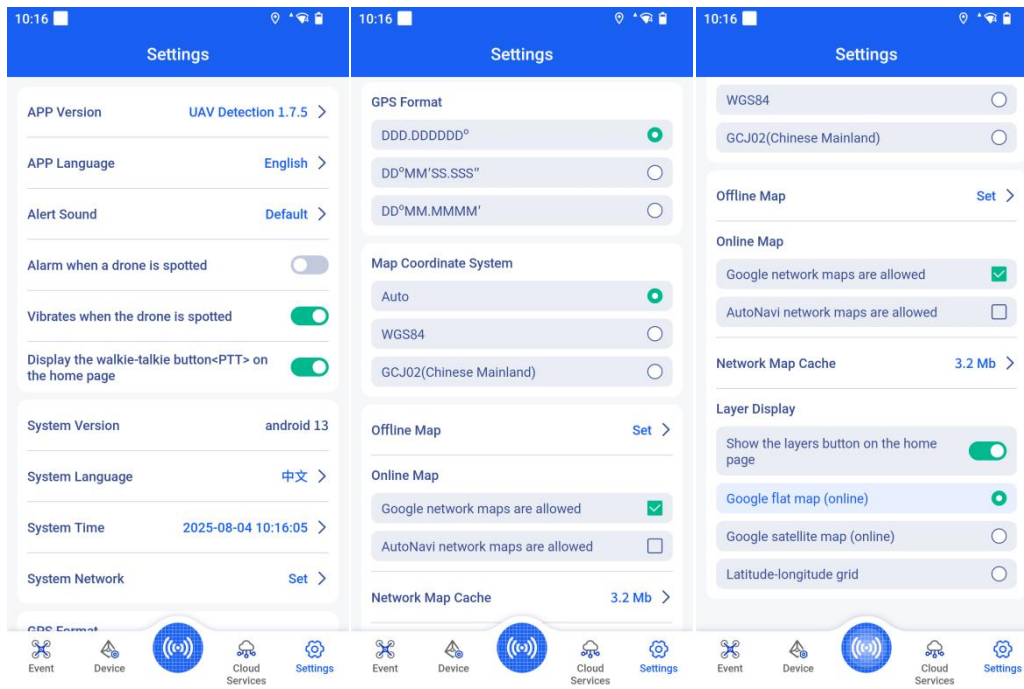 10:16
Settings
APP Version
UAV Detection 1.7.5
APP Language
English
Alert Sound
Default
Alarm when a drone is spotted
Vibrates when the drone is spotted
Display the walkie-talkie button<PTT> on
the home page
System Version
android 13
System Language
中文
System Time
2025-08-04 10:16:05
System Network
Set
GPS Format
Event
Device
Cloud
Services
Settings
10:16
Settings
GPS Format
DDD.DDDDDD°
DD°MM'SS.SSS"
DD°MM.MMMM'
Map Coordinate System
Auto
WGS84
GCJ02(Chinese Mainland)
Offline Map
Set
Online Map
Google network maps are allowed
AutoNavi network maps are allowed
Network Map Cache
3.2 Mb
Event
Device
Cloud
Services
Settings
10:16
Settings
WGS84
GCJ02(Chinese Mainland)
Offline Map
Set
Online Map
Google network maps are allowed
AutoNavi network maps are allowed
Network Map Cache
3.2 Mb
Layer Display
Show the layers button on the home
page
Google flat map (online)
Google satellite map (online)
Latitude-longitude grid
Event
Device
Cloud
Services
Settings